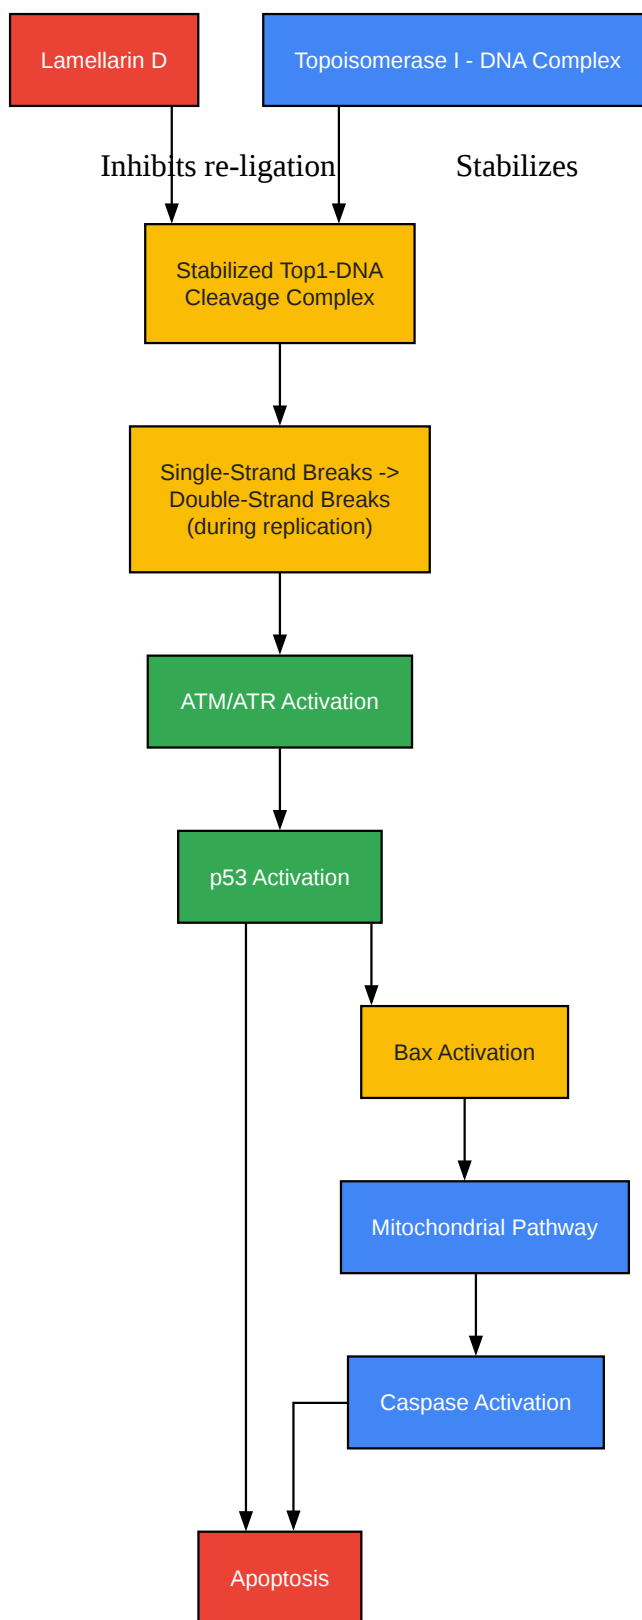 Lamellarin D
Topoisomerase I - DNA Complex
Inhibits re-ligation
Stabilizes
Stabilized Top1-DNA
Cleavage Complex
Single-Strand Breaks ->
Double-Strand Breaks
(during replication)
ATM/ATR Activation
p53 Activation
Bax Activation
Mitochondrial Pathway
Caspase Activation
Apoptosis